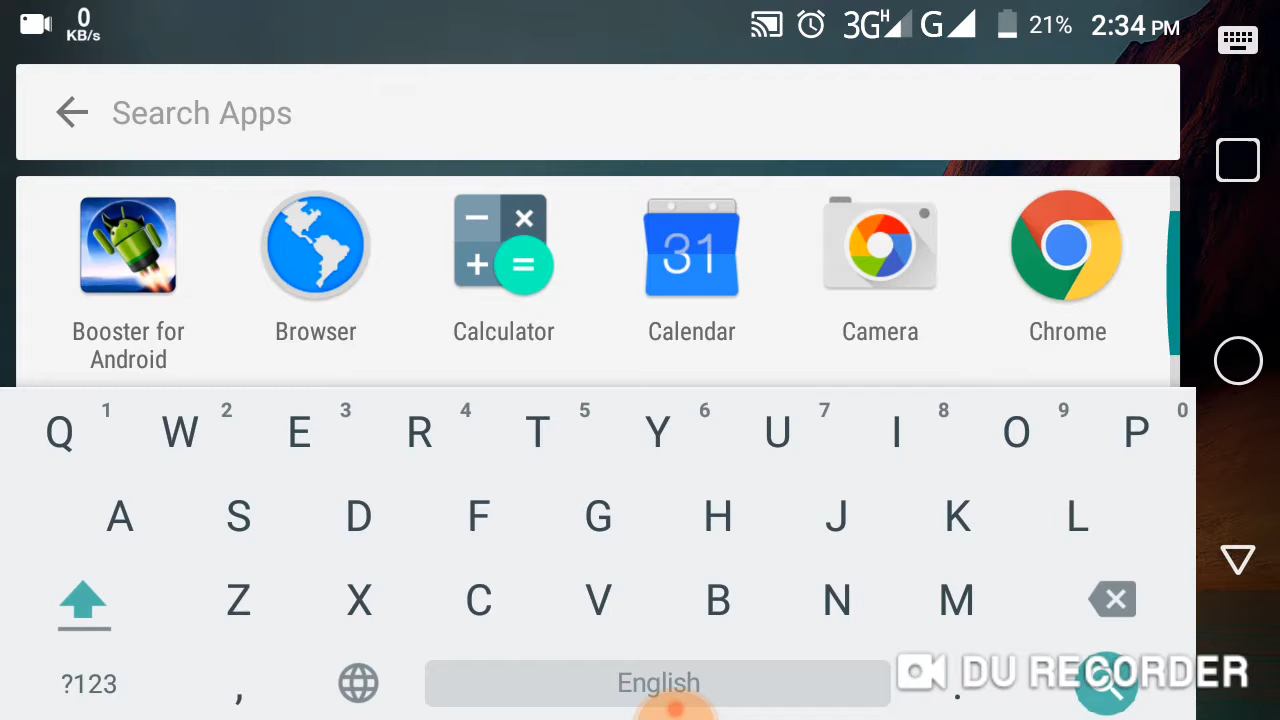 0
KB/s
3G H G 21% 2:34 PM
Search Apps
31
Booster for
Android
Browser
Calculator
Calendar
Camera
Chrome
Q 1 W 2 E 3 R 4 T 5 Y 6 U 7 I 8 O 9 P 0
A S D F G H J K L
Z X C V B N M
?123 , English .
DU RECORDER